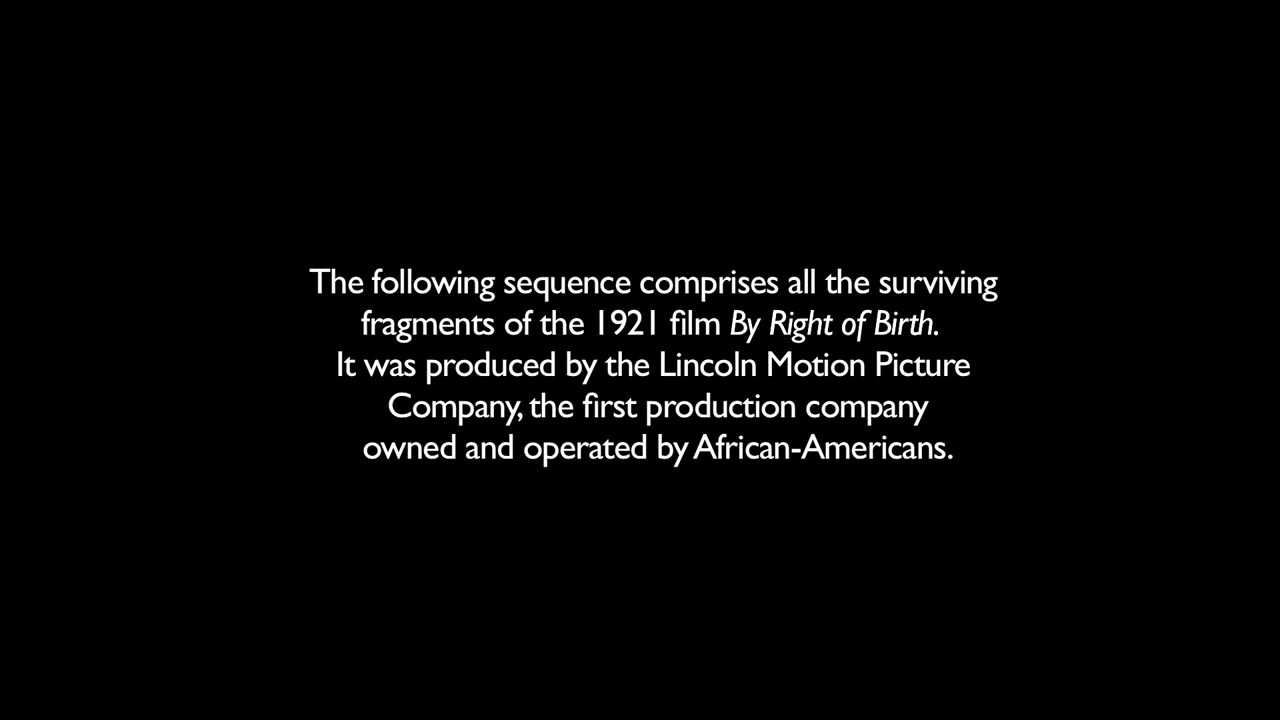 The following sequence comprises all the surviving
fragments of the 1921 film By Right of Birth.
It was produced by the Lincoln Motion Picture
Company, the first production company
owned and operated by African-Americans.